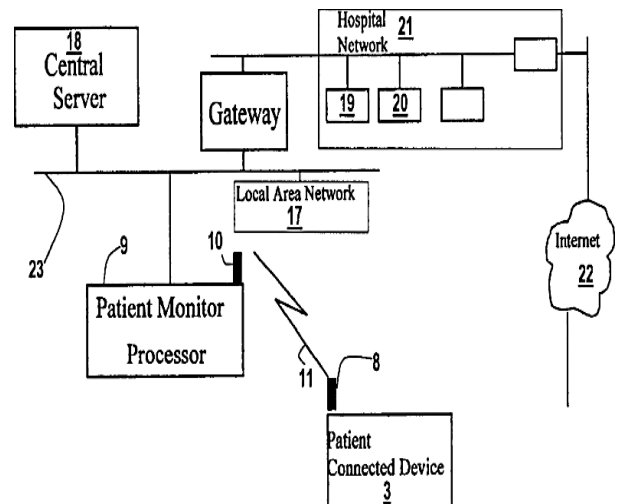 18
Central
Server
Hospital
Network
21
Gateway
19
20
Local Area Network
17
23
9
10
Patient Monitor
Processor
11
8
Internet
22
Patient
Connected Device
3